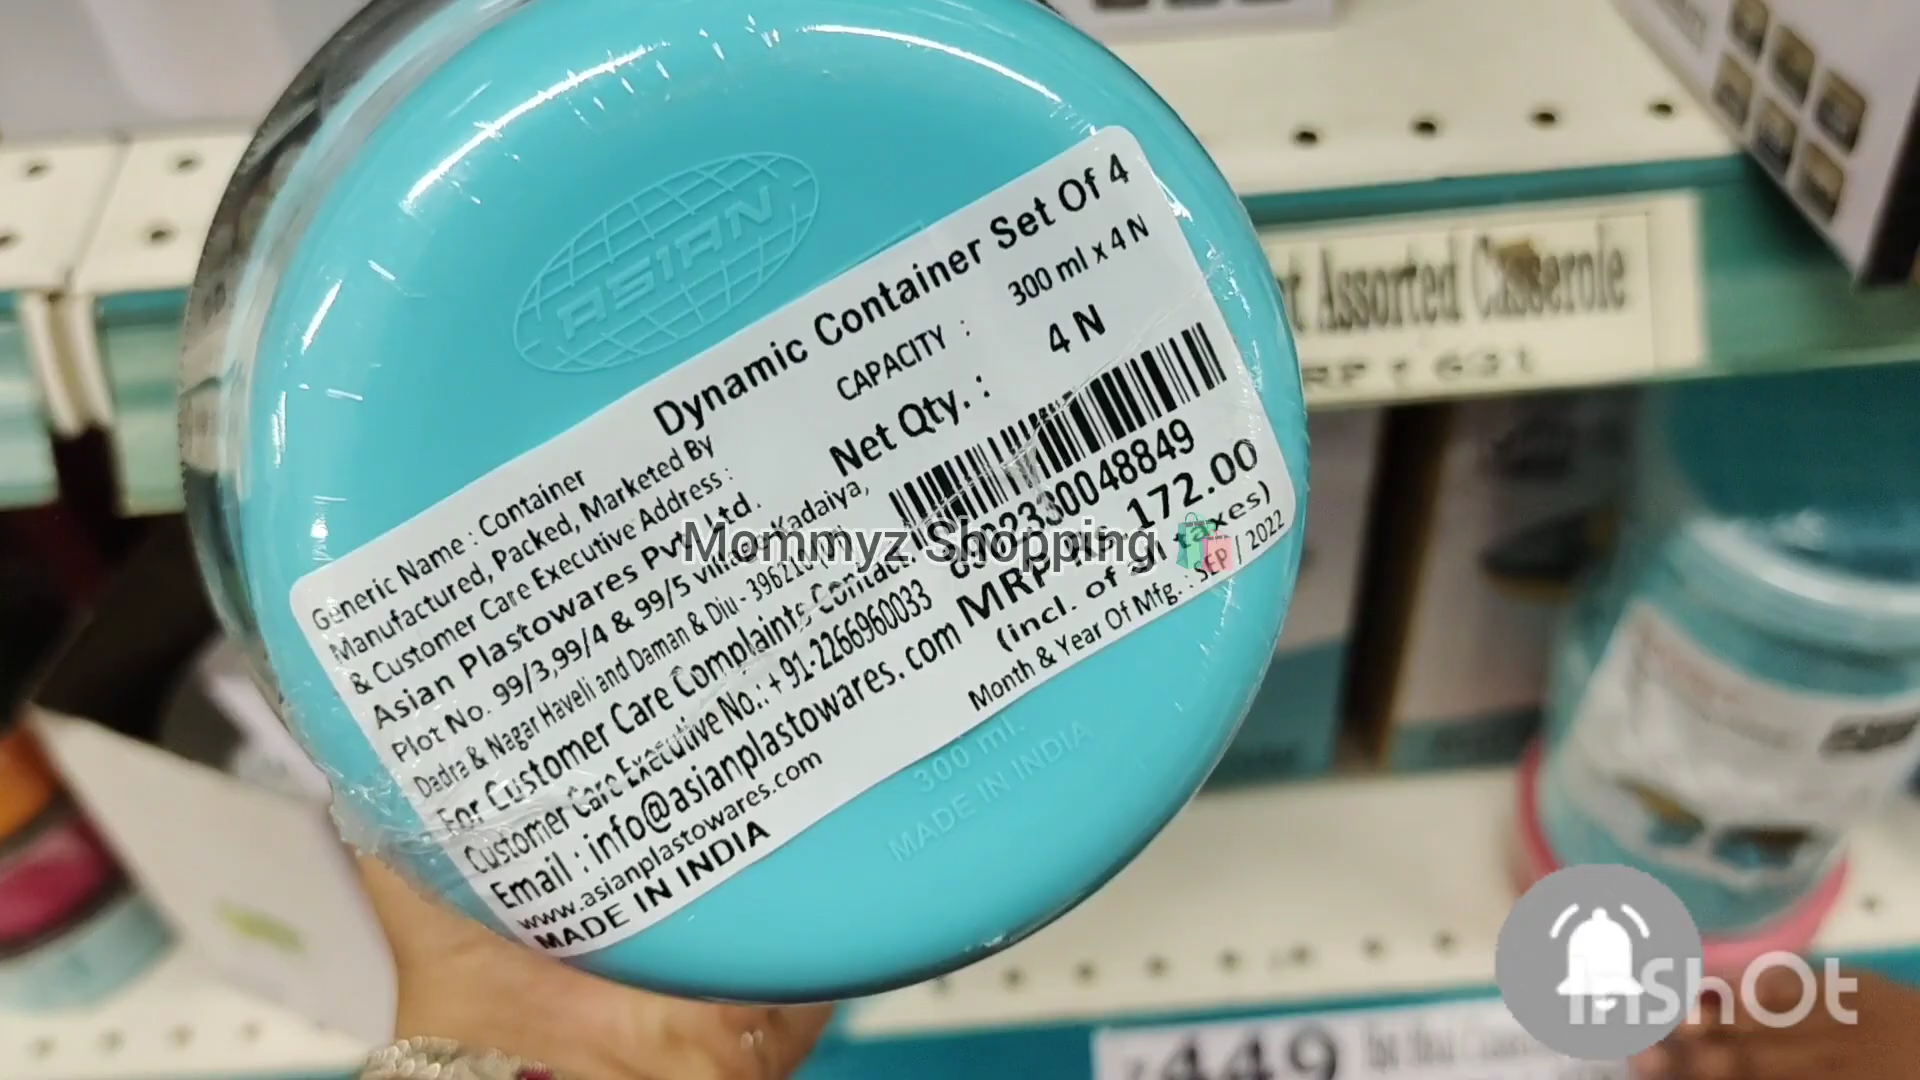 ASIAN
Dynamic Container Set Of 4
CAPACITY : 300 ml x 4 N
Net Qty. : 4 N
MRP Rs. 172.00
(incl. of all taxes)
Month & Year Of Mfg. : SEP / 2022
Generic Name : Container
Manufactured, Packed, Marketed By
& Customer Care Executive Address :
Asian Plastowares Pvt. Ltd.
Plot No. 99/3,99/4 & 99/5 village Kadaiya,
Dadra & Nagar Haveli and Daman & Diu - 396210
For Customer Care Complaints Contact
Customer Care Executive No.: +91-2266960033
Email : info@asianplastowares.com
www.asianplastowares.com
MADE IN INDIA
300 ml.
MADE IN INDIA
Mommyz Shopping
Assorted Casserole
631
449
InShOt